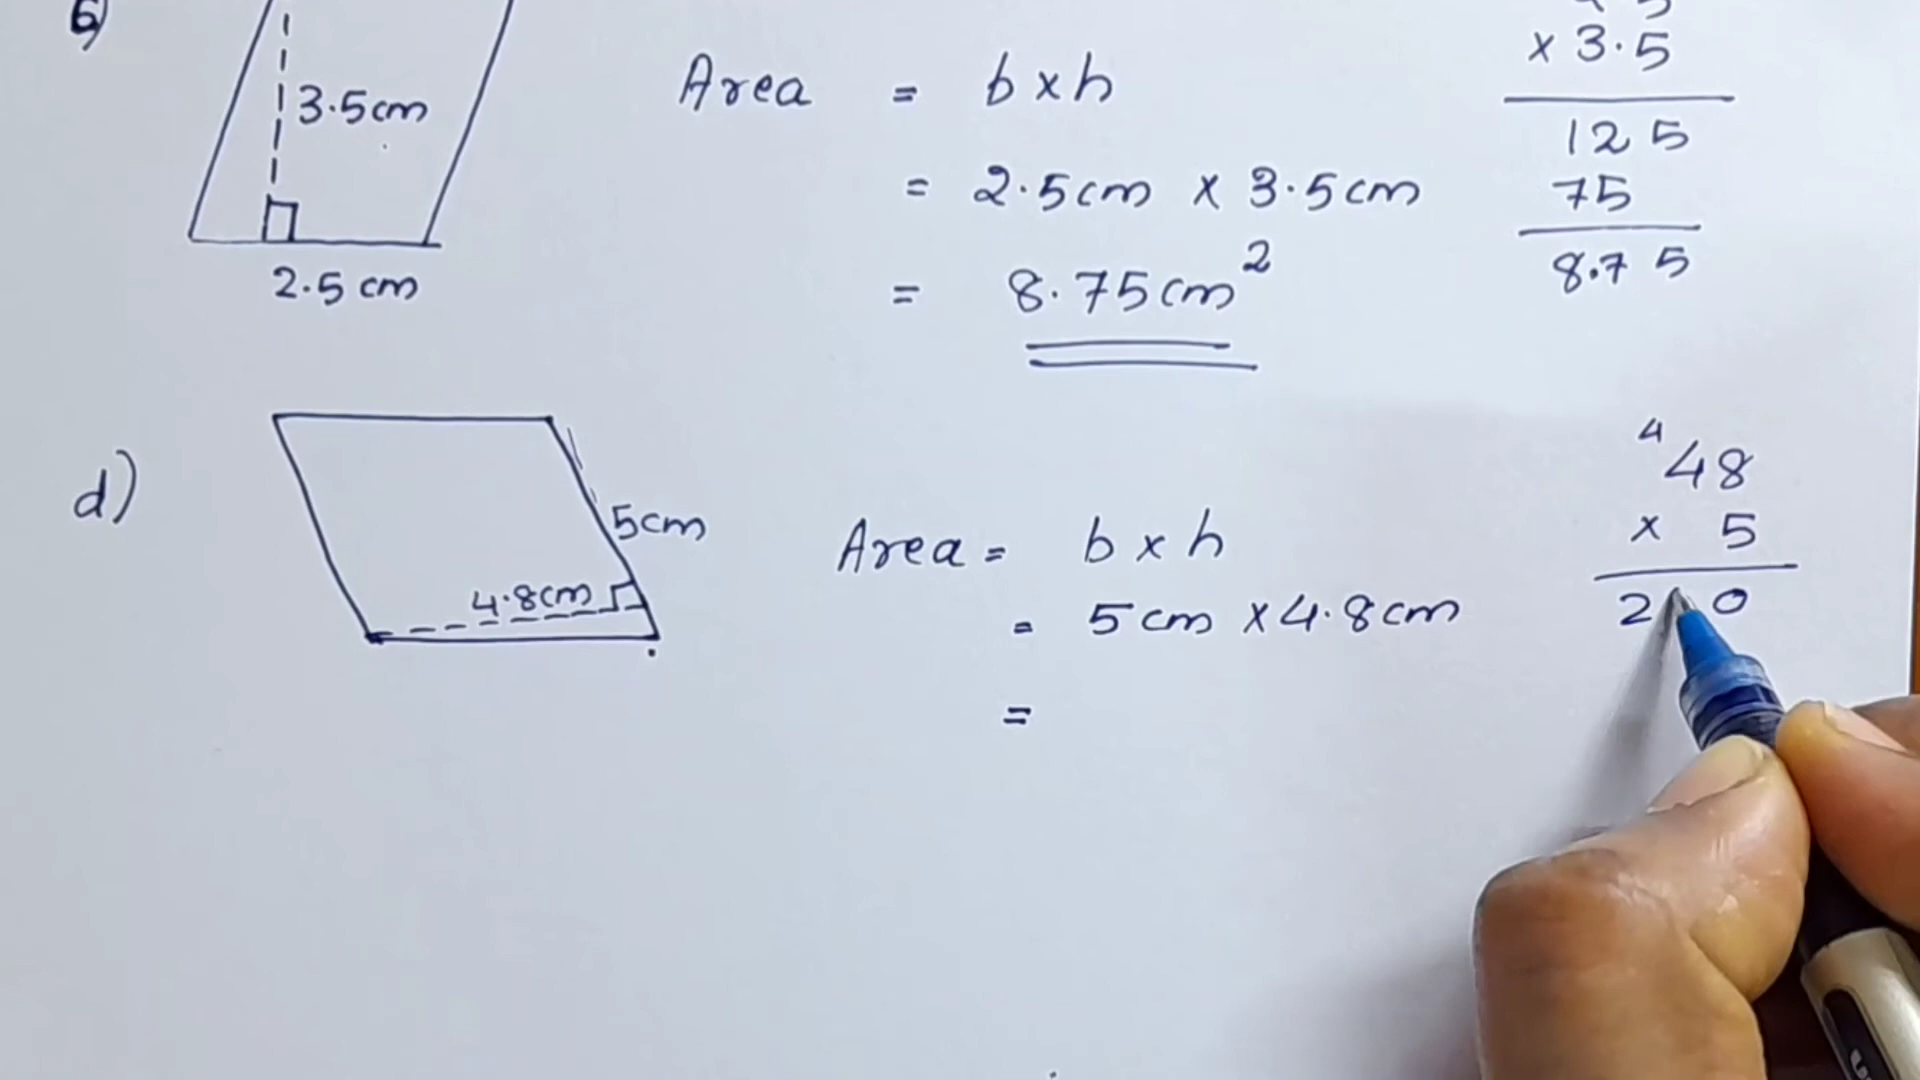 3.5cm
2.5 cm
Area = b x h
= 2.5cm x 3.5cm
= 8.75cm²
x 3.5
125
75
8.75
d)
5cm
4.8cm
Area = b x h
= 5cm x 4.8cm
=
4
48
x 5
2 0